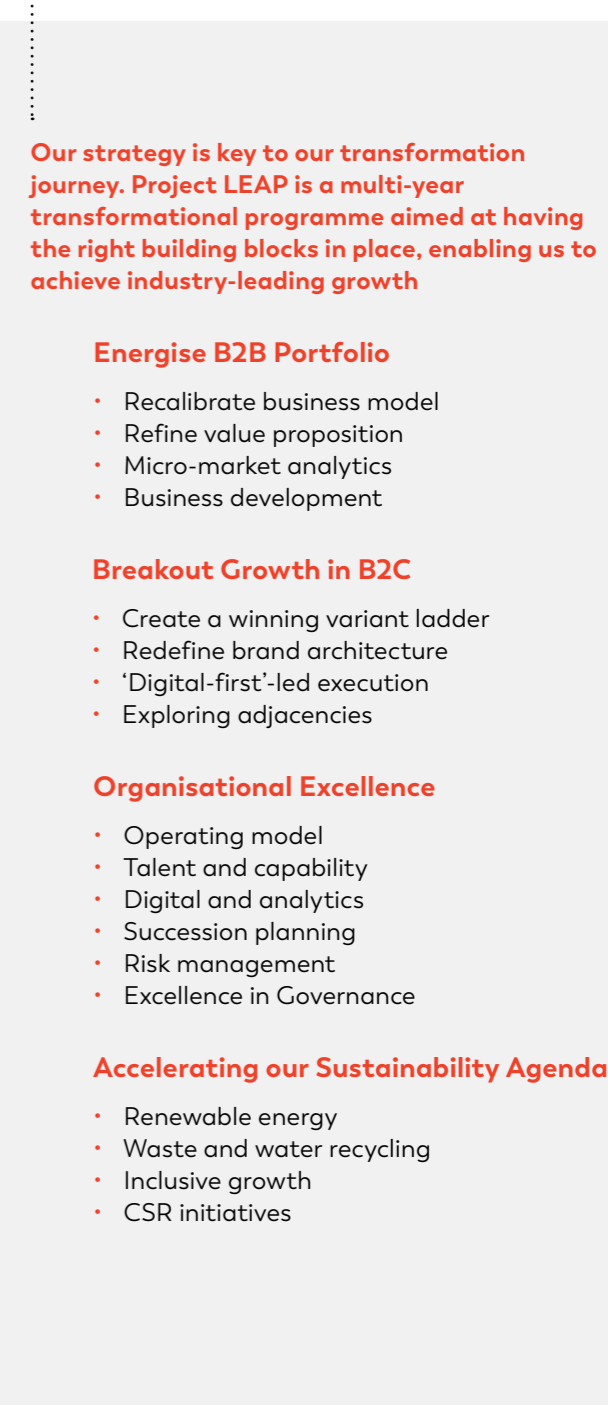 Our strategy is key to our transformation
journey. Project LEAP is a multi-year
transformational programme aimed at having
the right building blocks in place, enabling us to
achieve industry-leading growth
Energise B2B Portfolio
• Recalibrate business model
• Refine value proposition
• Micro-market analytics
• Business development
Breakout Growth in B2C
• Create a winning variant ladder
• Redefine brand architecture
• ‘Digital-first’-led execution
• Exploring adjacencies
Organisational Excellence
• Operating model
• Talent and capability
• Digital and analytics
• Succession planning
• Risk management
• Excellence in Governance
Accelerating our Sustainability Agenda
• Renewable energy
• Waste and water recycling
• Inclusive growth
• CSR initiatives